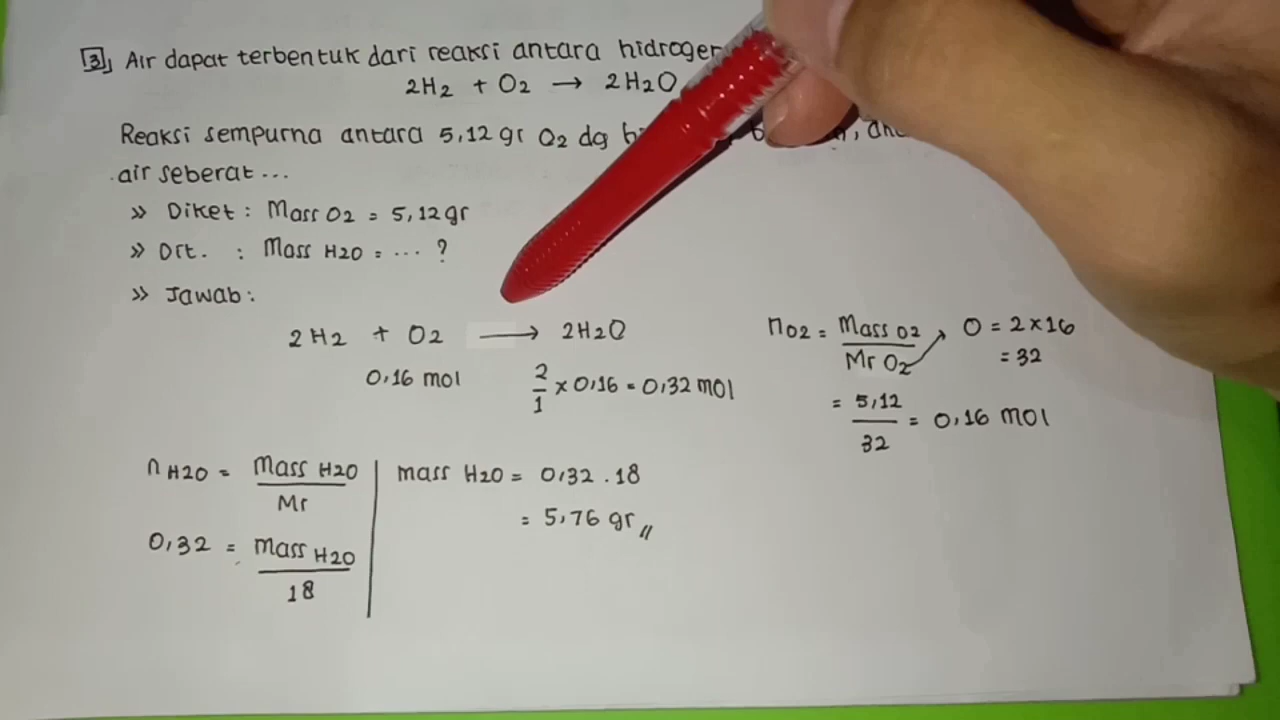 3, Air dapat terbentuk dari reaksi antara hidrogen
2H2 + O2 → 2H2O
Reaksi sempurna antara 5,12 gr O2 dg
air seberat...
» Diket : Mass O2 = 5,12 gr
» Dit. : Mass H2O = ... ?
» Jawab :
2H2 + O2 → 2H2O
0,16 mol 2/1 x 0,16 = 0,32 mol
nO2 = Mass O2 / Mr O2 O = 2 x 16
= 32
= 5,12 / 32 = 0,16 mol
n H2O = Mass H2O / Mr
0,32 = Mass H2O / 18
mass H2O = 0,32 . 18
= 5,76 gr //